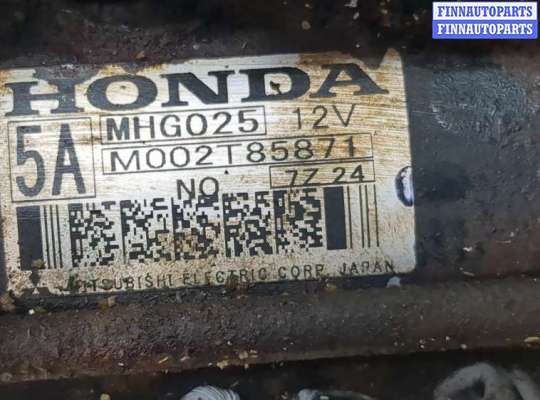 FINNAUTOPARTS
FINNAUTOPARTS
HONDA
5A
MHG025 12V
M002T85871
NO 7Z 24
MITSUBISHI ELECTRIC CORP. JAPAN